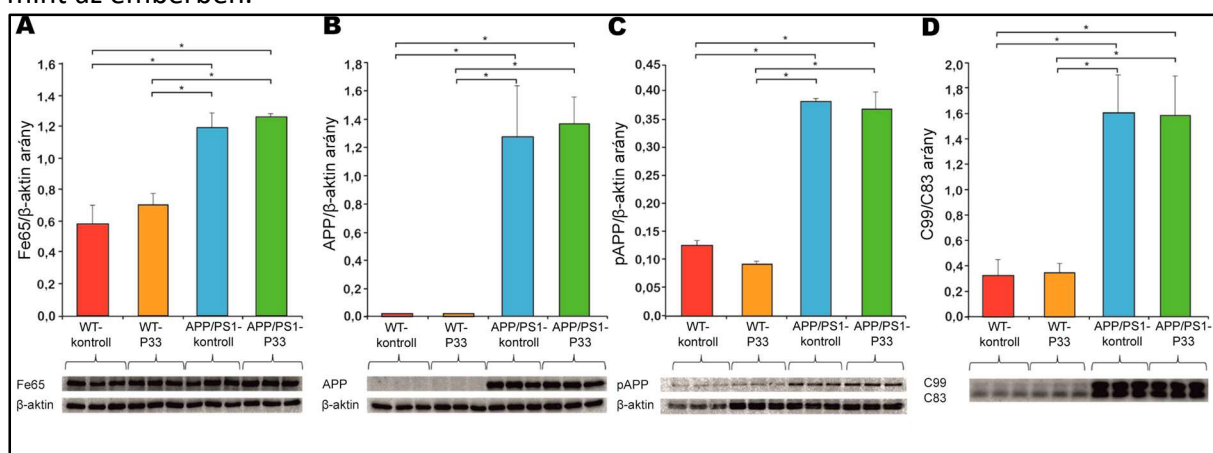 mint az emberben.
A
*
*
*
*
Fe65/β-aktin arány
1,6
1,4
1,2
1,0
0,8
0,6
0,4
0,2
0,0
WT-kontroll
WT-P33
APP/PS1-kontroll
APP/PS1-P33
Fe65
β-aktin
B
*
*
*
*
APP/β-aktin arány
1,8
1,6
1,4
1,2
1,0
0,8
0,6
0,4
0,2
0,0
WT-kontroll
WT-P33
APP/PS1-kontroll
APP/PS1-P33
APP
β-aktin
C
*
*
*
*
pAPP/β-aktin arány
0,45
0,40
0,35
0,30
0,25
0,20
0,15
0,10
0,05
0,00
WT-kontroll
WT-P33
APP/PS1-kontroll
APP/PS1-P33
pAPP
β-aktin
D
*
*
*
*
C99/C83 arány
2,0
1,8
1,6
1,4
1,2
1,0
0,8
0,6
0,4
0,2
0,0
WT-kontroll
WT-P33
APP/PS1-kontroll
APP/PS1-P33
C99
C83